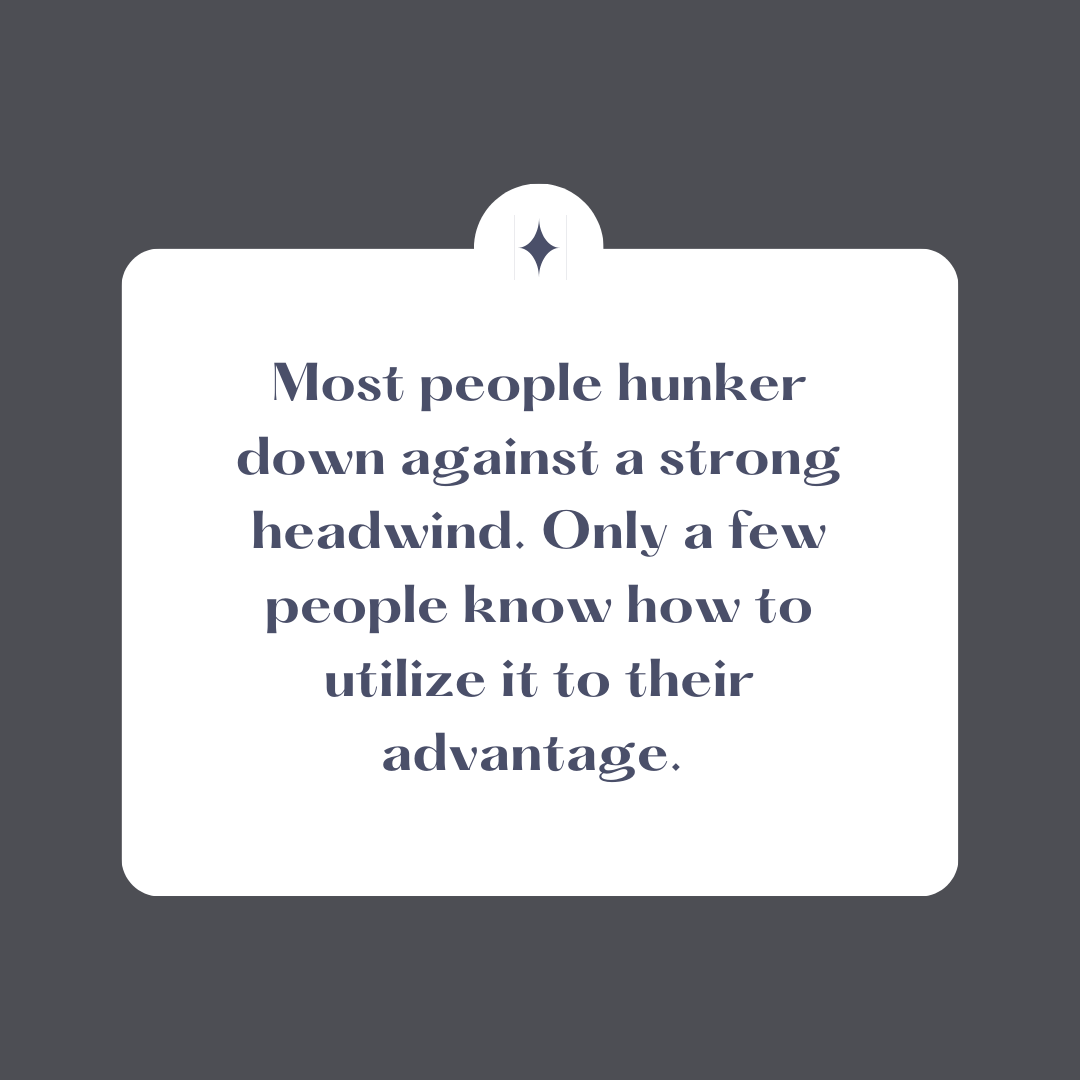 Most people hunker
down against a strong
headwind. Only a few
people know how to
utilize it to their
advantage.